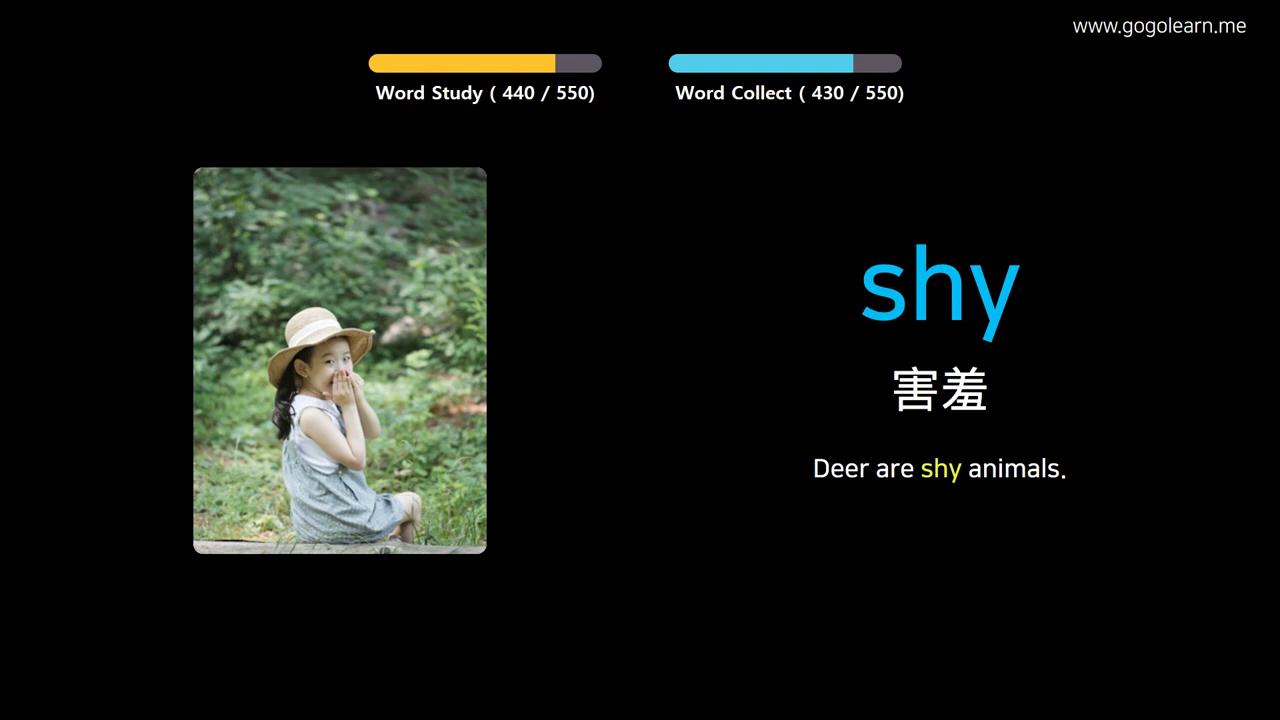 www.gogolearn.me
Word Study ( 440 / 550)
Word Collect ( 430 / 550)
shy
害羞
Deer are shy animals.